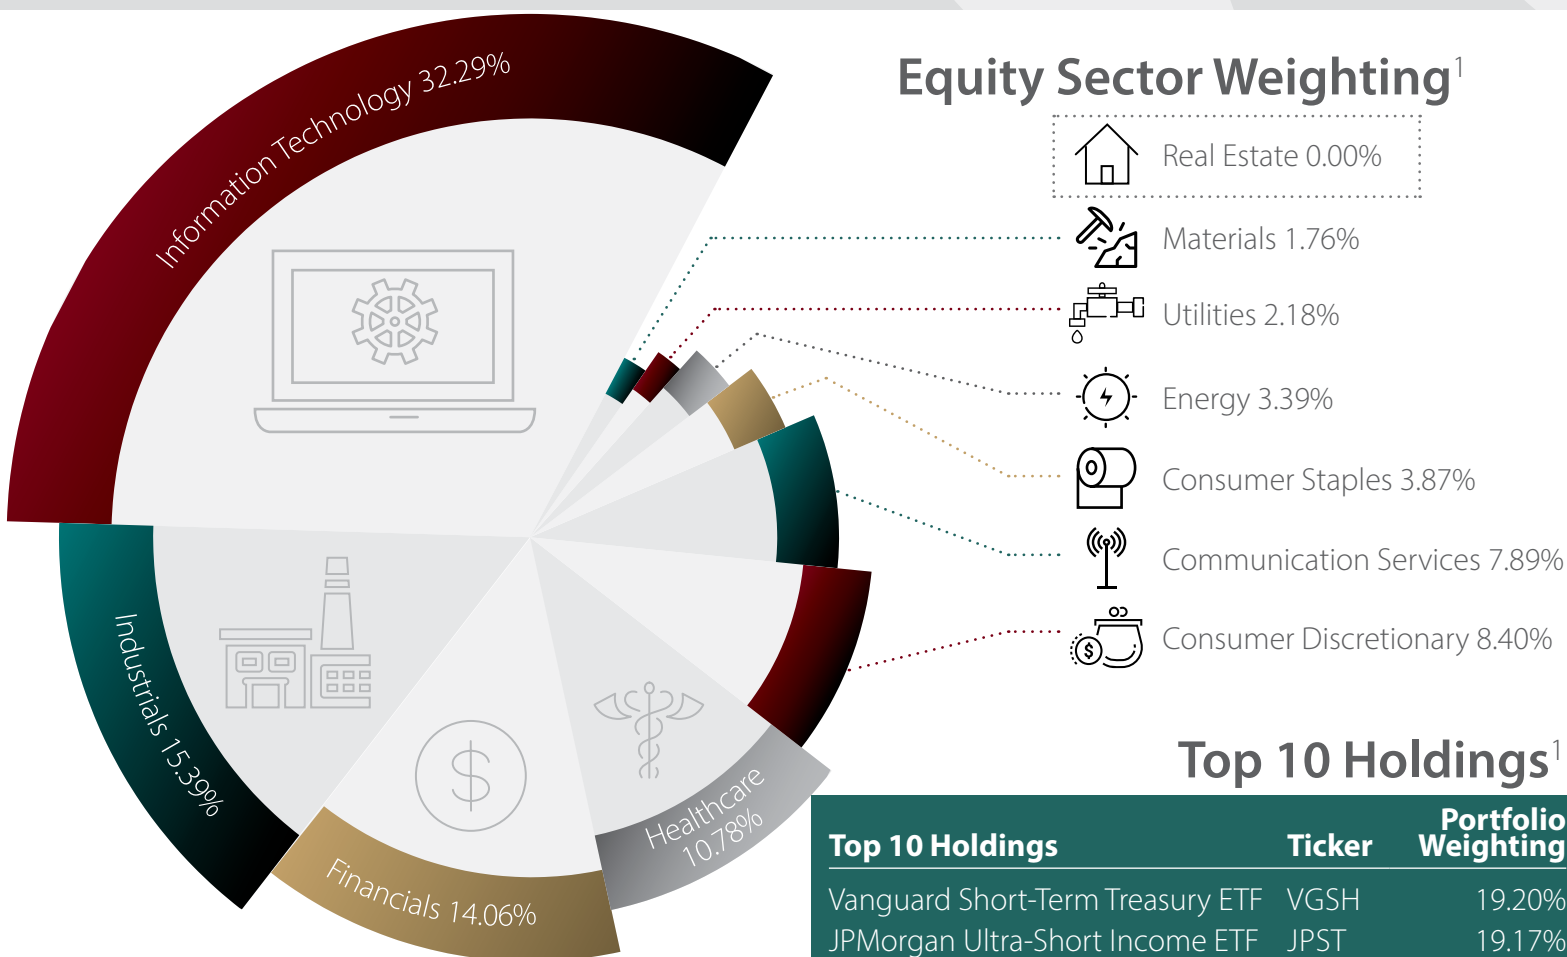 Equity Sector Weighting1
Information Technology 32.29%
Real Estate 0.00%
Materials 1.76%
Utilities 2.18%
Energy 3.39%
Consumer Staples 3.87%
Communication Services 7.89%
Consumer Discretionary 8.40%
Industrials 15.39%
Financials 14.06%
Healthcare
10.78%
$
$
Top 10 Holdings1
Top 10 Holdings Ticker Portfolio Weighting
Vanguard Short-Term Treasury ETF VGSH 19.20%
JPMorgan Ultra-Short Income ETF JPST 19.17%